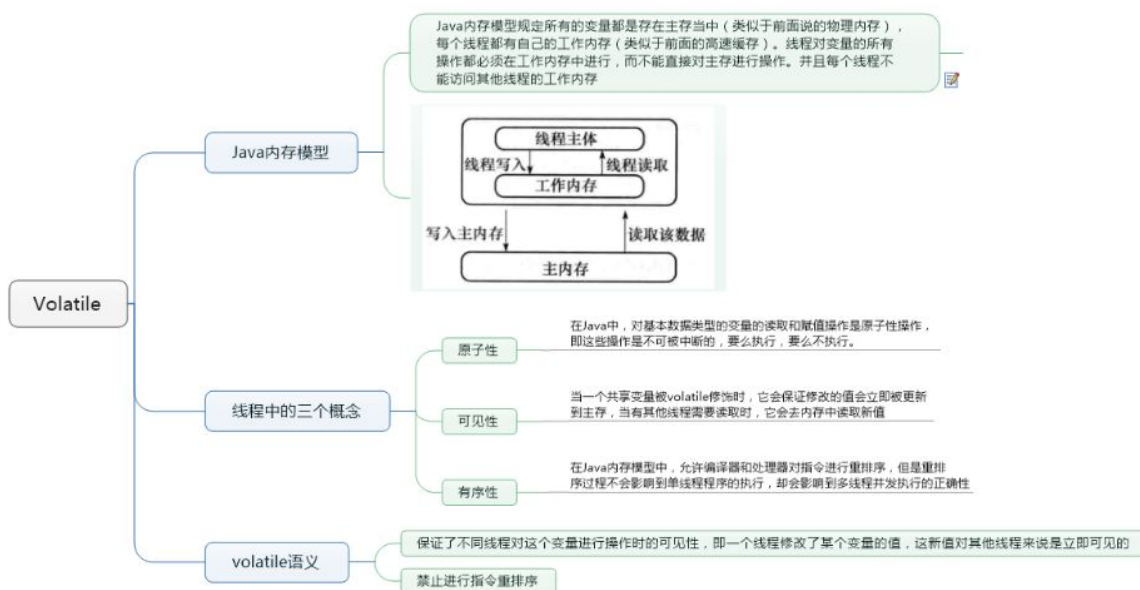 Java内存模型规定所有的变量都是存在主存当中（类似于前面说的物理内存），
每个线程都有自己的工作内存（类似于前面的高速缓存）。线程对变量的所有
操作都必须在工作内存中进行，而不能直接对主存进行操作。并且每个线程不
能访问其他线程的工作内存
Java内存模型
线程主体
线程写入
线程读取
工作内存
写入主内存
读取该数据
主内存
Volatile
线程中的三个概念
原子性
在Java中，对基本数据类型的变量的读取和赋值操作是原子性操作，
即这些操作是不可被中断的，要么执行，要么不执行。
可见性
当一个共享变量被volatile修饰时，它会保证修改的值会立即被更新
到主存，当有其他线程需要读取时，它会去内存中读取新值
有序性
在Java内存模型中，允许编译器和处理器对指令进行重排序，但是重排
序过程不会影响到单线程程序的执行，却会影响到多线程并发执行的正确性
volatile语义
保证了不同线程对这个变量进行操作时的可见性，即一个线程修改了某个变量的值，这新值对其他线程来说是立即可见的
禁止进行指令重排序